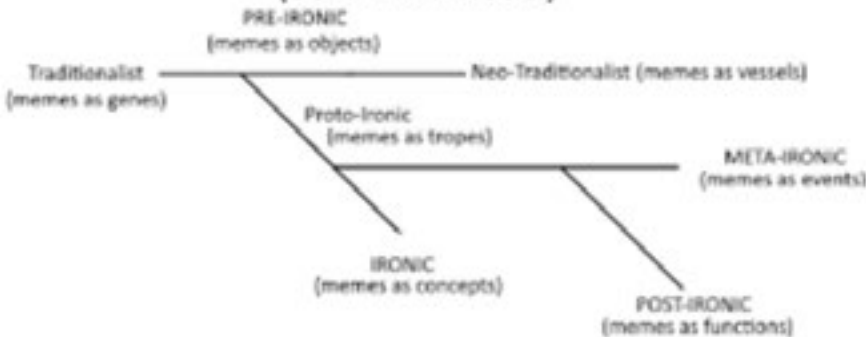 PRE-IRONIC
(memes as objects)
Traditionalist
(memes as genes)
Neo-Traditionalist (memes as vessels)
Proto-Ironic
(memes as tropes)
META-IRONIC
(memes as events)
IRONIC
(memes as concepts)
POST-IRONIC
(memes as functions)